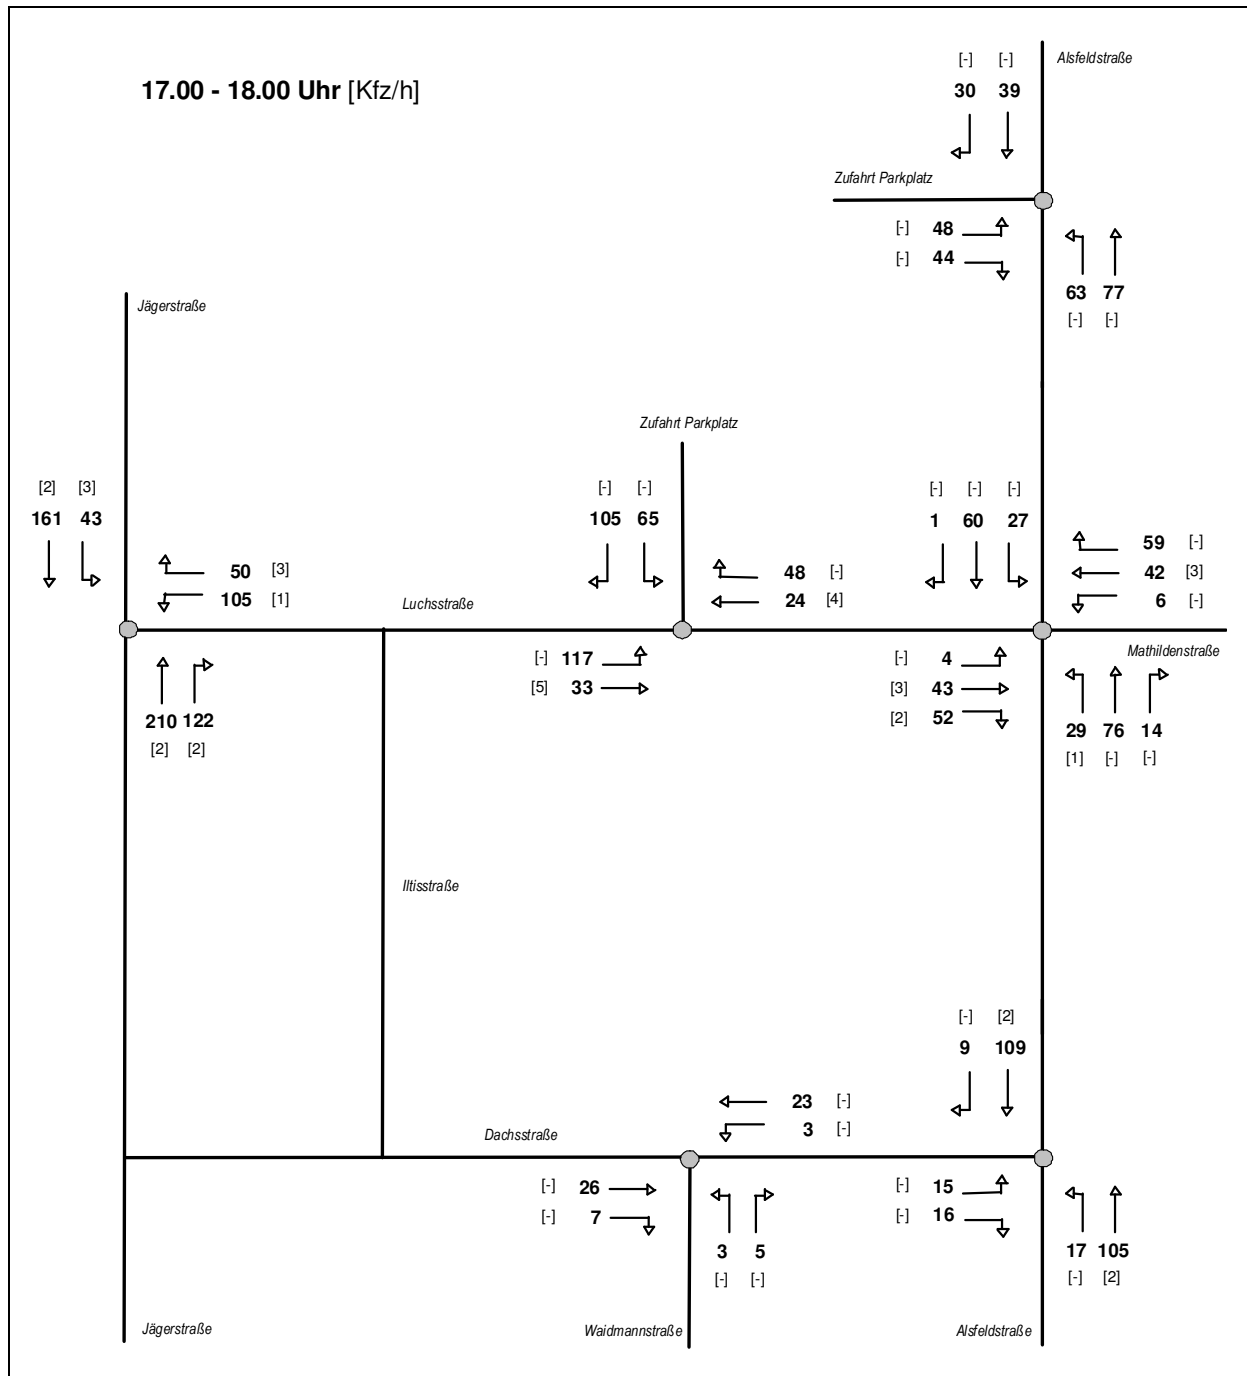 17.00 - 18.00 Uhr [Kfz/h]
[-] [-]
30 39
Alsfeldstraße
Zufahrt Parkplatz
[-] 48
[-] 44
63 77
[-] [-]
Jägerstraße
Zufahrt Parkplatz
[2] [3]
161 43
50 [3]
105 [1]
Luchsstraße
210 122
[2] [2]
[-] [-]
105 65
48 [-]
24 [4]
[-] 117
[5] 33
[-] [-] [-]
1 60 27
59 [-]
42 [3]
6 [-]
Mathildenstraße
[-] 4
[3] 43
[2] 52
29 76 14
[1] [-] [-]
Iltisstraße
[-] [2]
9 109
23 [-]
3 [-]
Dachsstraße
[-] 26
[-] 7
3 5
[-] [-]
[-] 15
[-] 16
17 105
[-] [2]
Jägerstraße
Waidmannstraße
Alsfeldstraße